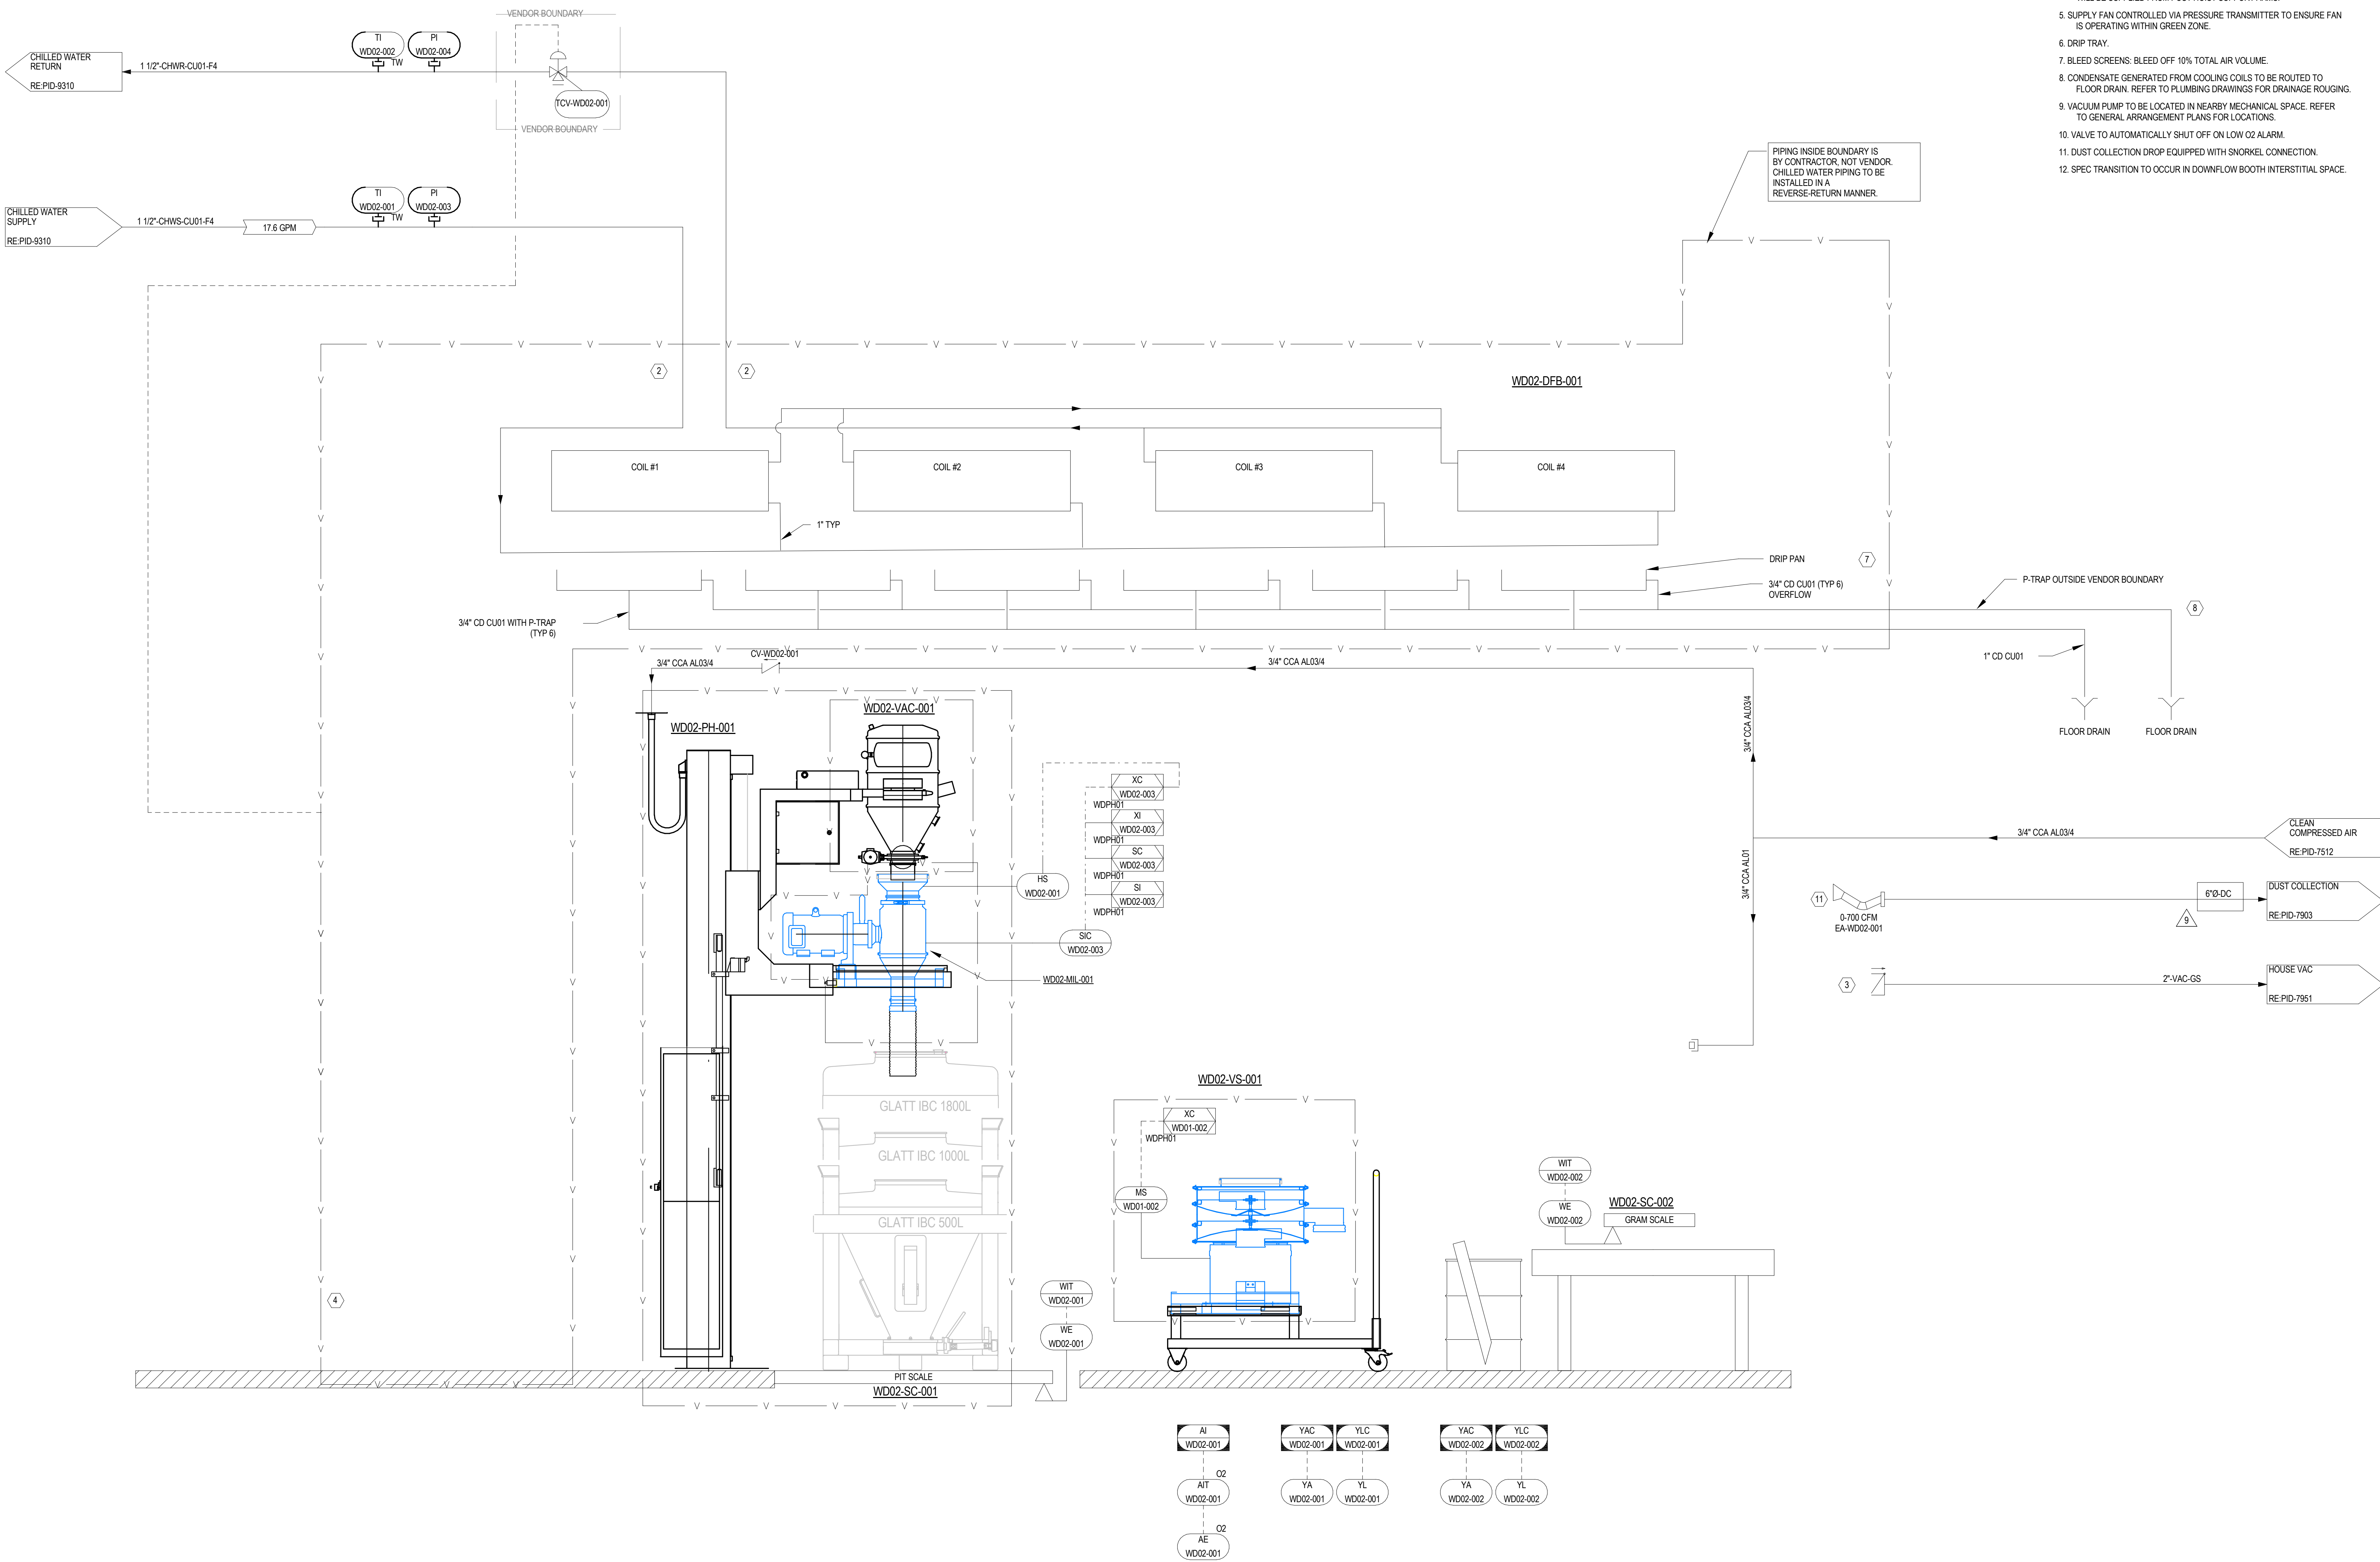 VENDOR BOUNDARY
TI
WD02-002
TW
PI
WD02-004
CHILLED WATER
RETURN
RE:PID-9310
1 1/2"-CHWR-CU01-F4
TCV-WD02-001
VENDOR BOUNDARY
5. SUPPLY FAN CONTROLLED VIA PRESSURE TRANSMITTER TO ENSURE FAN
IS OPERATING WITHIN GREEN ZONE.
6. DRIP TRAY.
7. BLEED SCREENS: BLEED OFF 10% TOTAL AIR VOLUME.
8. CONDENSATE GENERATED FROM COOLING COILS TO BE ROUTED TO
FLOOR DRAIN. REFER TO PLUMBING DRAWINGS FOR DRAINAGE ROUGING.
9. VACUUM PUMP TO BE LOCATED IN NEARBY MECHANICAL SPACE. REFER
TO GENERAL ARRANGEMENT PLANS FOR LOCATIONS.
10. VALVE TO AUTOMATICALLY SHUT OFF ON LOW O2 ALARM.
11. DUST COLLECTION DROP EQUIPPED WITH SNORKEL CONNECTION.
12. SPEC TRANSITION TO OCCUR IN DOWNFLOW BOOTH INTERSTITIAL SPACE.
PIPING INSIDE BOUNDARY IS
BY CONTRACTOR, NOT VENDOR.
CHILLED WATER PIPING TO BE
INSTALLED IN A
REVERSE-RETURN MANNER.
TI
WD02-001
TW
PI
WD02-003
CHILLED WATER
SUPPLY
RE:PID-9310
1 1/2"-CHWS-CU01-F4
17.6 GPM
2
2
WD02-DFB-001
COIL #1
COIL #2
COIL #3
COIL #4
1" TYP
DRIP PAN
7
3/4" CD CU01 (TYP 6)
OVERFLOW
P-TRAP OUTSIDE VENDOR BOUNDARY
8
3/4" CD CU01 WITH P-TRAP
(TYP 6)
1" CD CU01
FLOOR DRAIN
FLOOR DRAIN
3/4" CCA AL03/4
CV-WD02-001
3/4" CCA AL03/4
3/4" CCA AL03/4
3/4" CCA AL01
3/4" CCA AL03/4
CLEAN
COMPRESSED AIR
RE:PID-7512
WD02-PH-001
WD02-VAC-001
XC
WD02-003
WDPH01
XI
WD02-003
WDPH01
SC
WD02-003
WDPH01
SI
WD02-003
WDPH01
HS
WD02-001
SIC
WD02-003
WD02-MIL-001
11
0-700 CFM
EA-WD02-001
6"Ø-DC
9
DUST COLLECTION
RE:PID-7903
3
2"-VAC-GS
HOUSE VAC
RE:PID-7951
GLATT IBC 1800L
GLATT IBC 1000L
GLATT IBC 500L
WD02-VS-001
XC
WD01-002
WDPH01
MS
WD01-002
WIT
WD02-002
WE
WD02-002
WD02-SC-002
GRAM SCALE
WIT
WD02-001
WE
WD02-001
4
PIT SCALE
WD02-SC-001
AI
WD02-001
O2
AIT
WD02-001
O2
AE
WD02-001
YAC
WD02-001
YLC
WD02-001
YA
WD02-001
YL
WD02-001
YAC
WD02-002
YLC
WD02-002
YA
WD02-002
YL
WD02-002